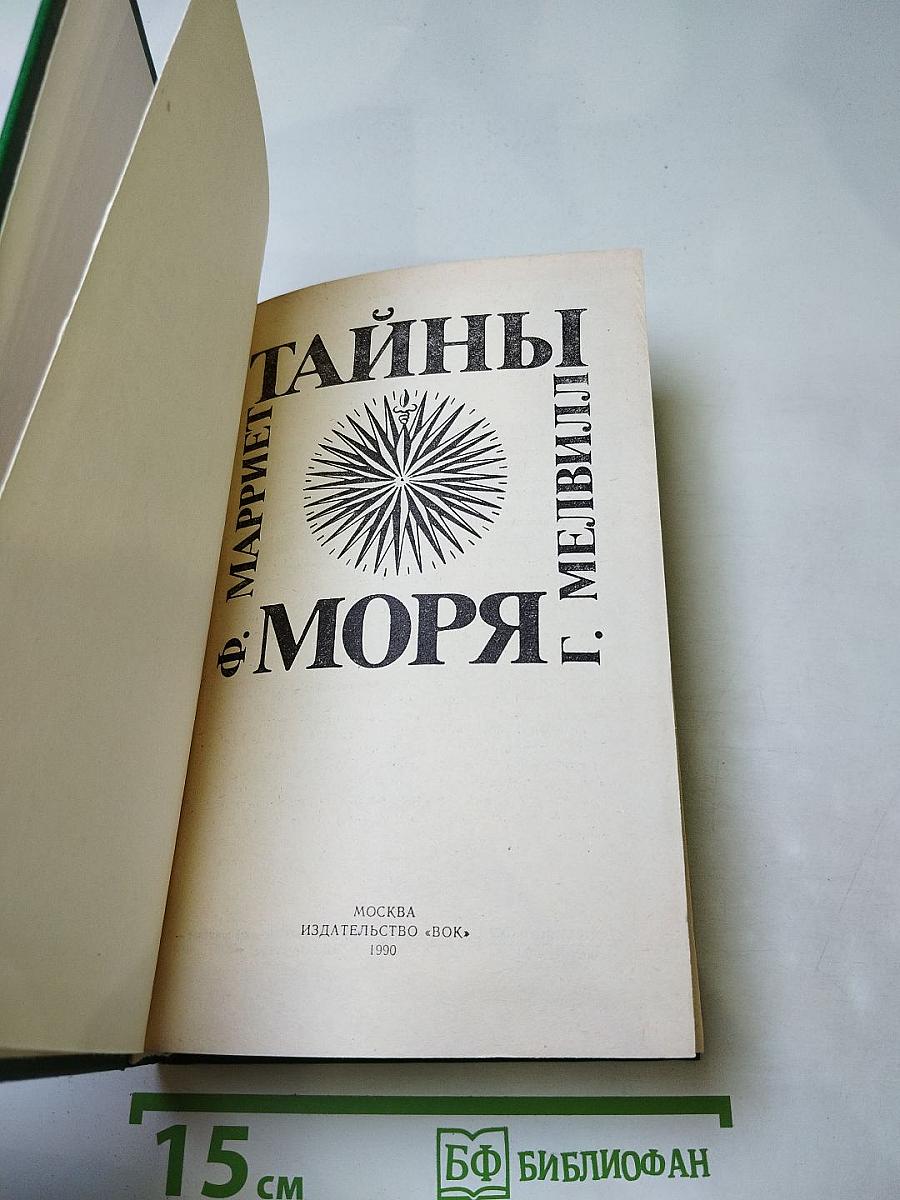 ТАЙНЫ
Ф. МАРРИЕТ
Г. МЕЛВИЛЛ
МОРЯ
МОСКВА
ИЗДАТЕЛЬСТВО «ВОК»
1990
15 см
БФ БИБЛИОФАН